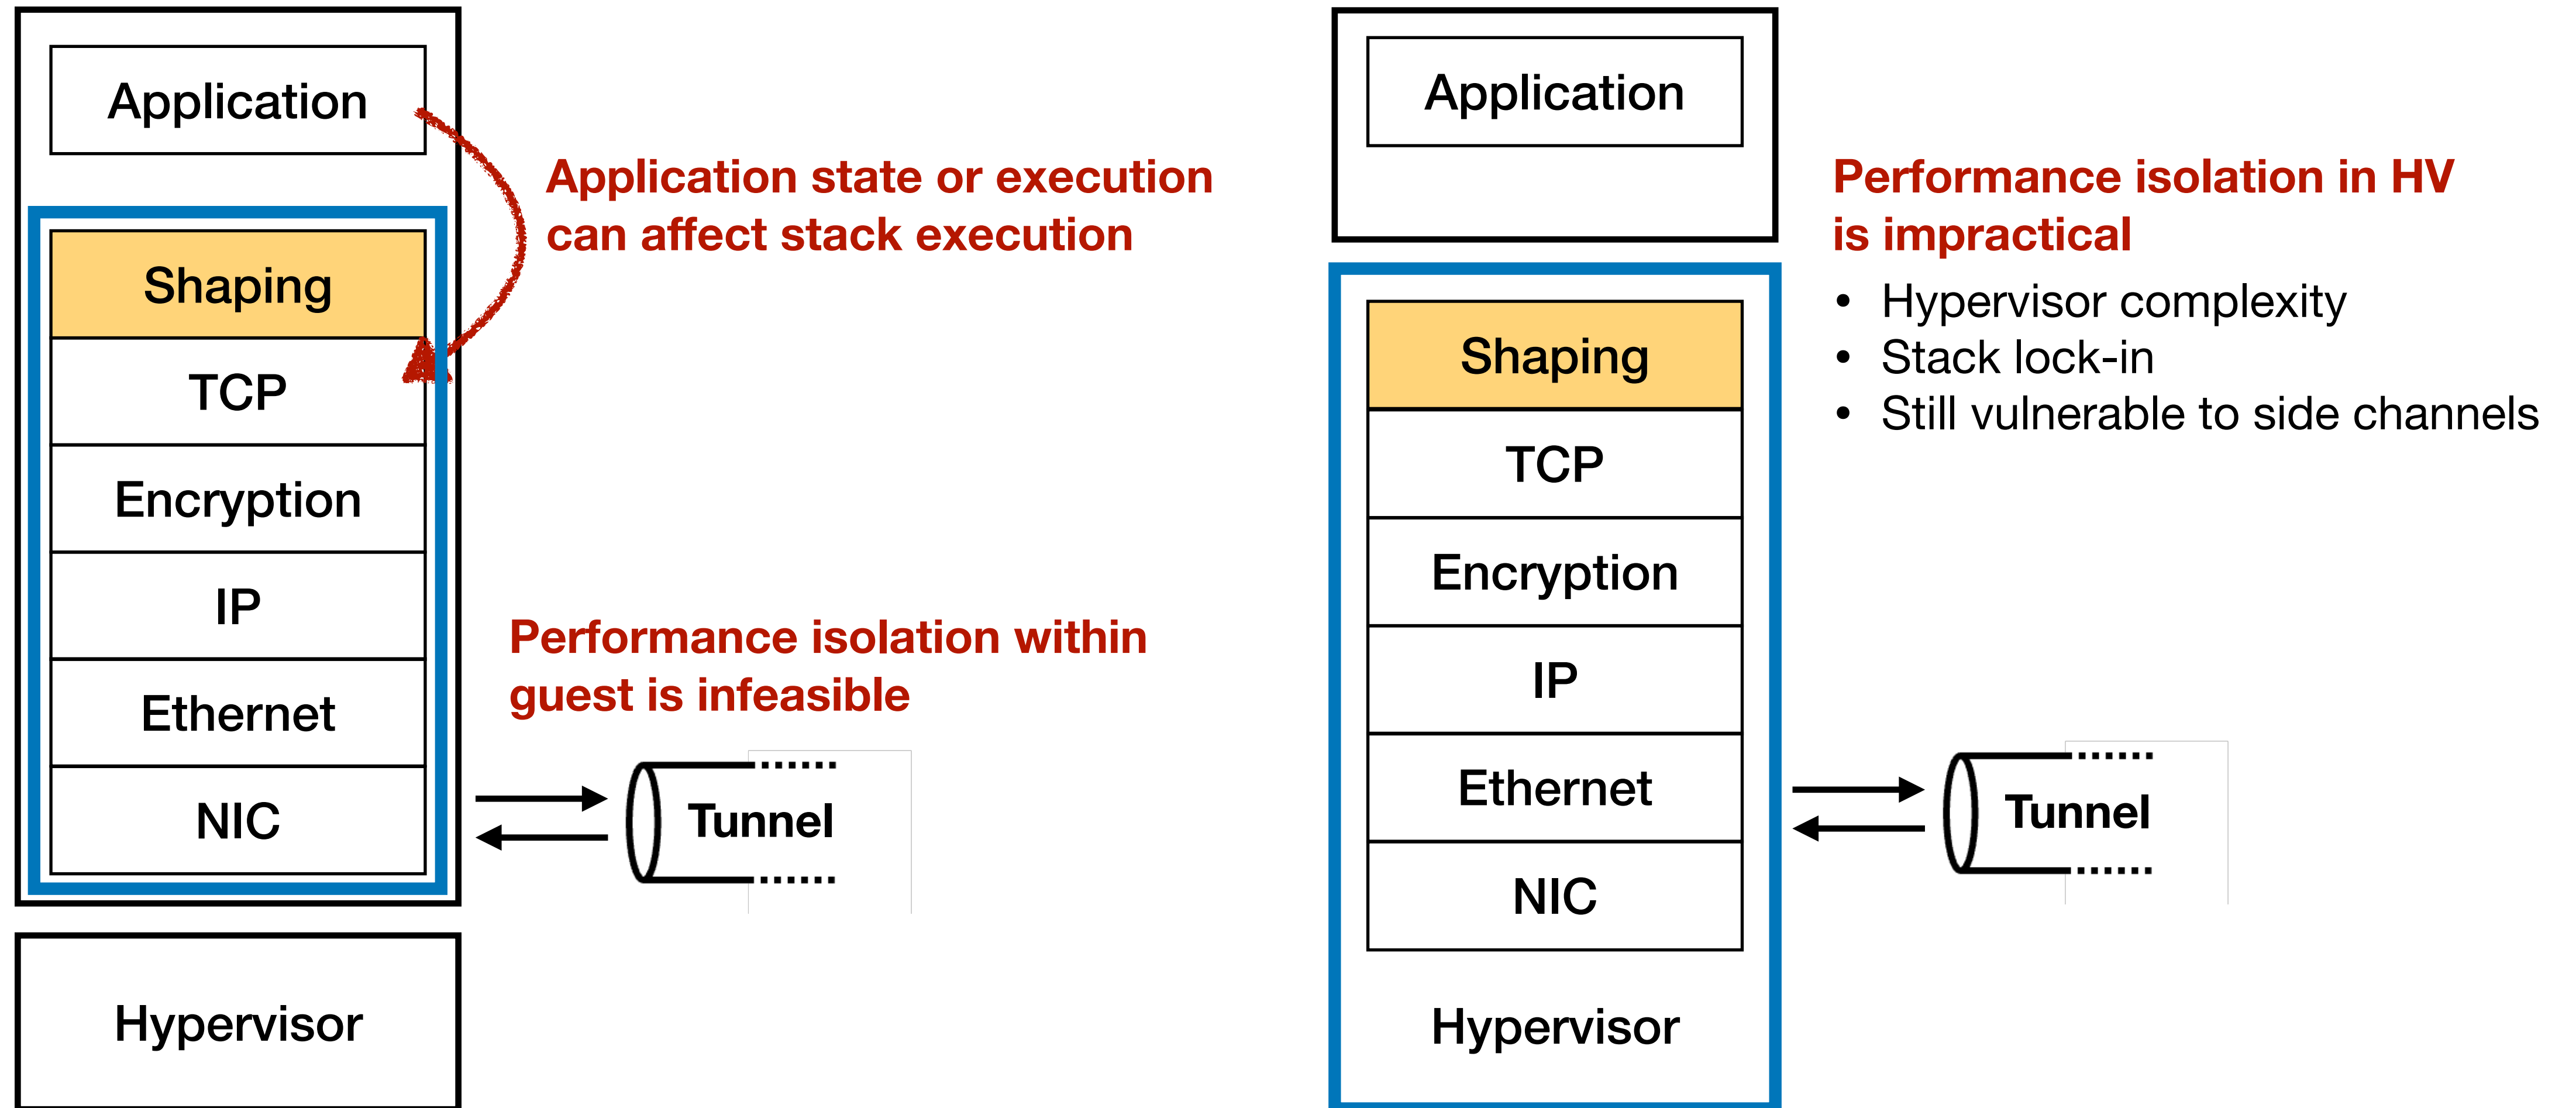 Application
Application state or execution
can affect stack execution
Shaping
TCP
Encryption
IP
Ethernet
NIC
Performance isolation within
guest is infeasible
Tunnel
Hypervisor
Application
Performance isolation in HV
is impractical
• Hypervisor complexity
• Stack lock-in
• Still vulnerable to side channels
Shaping
TCP
Encryption
IP
Ethernet
NIC
Tunnel
Hypervisor